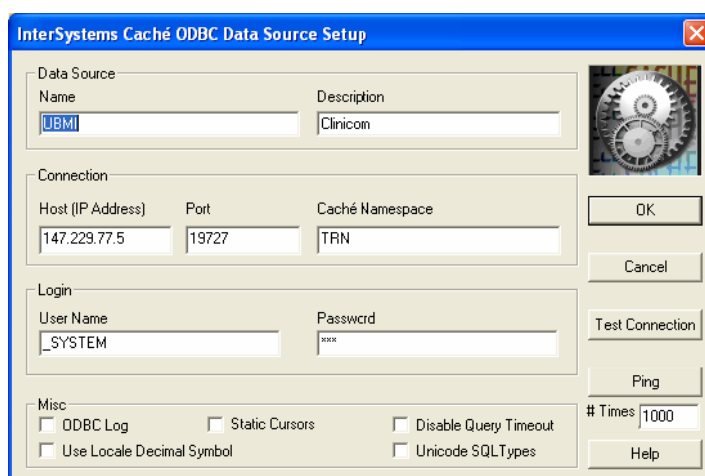 InterSystems Caché ODBC Data Source Setup
Data Source
Name Description
UBMI Clinicom
Connection
Host (IP Address) Port Caché Namespace
147.229.77.5 19727 TRN
Login
User Name Password
_SYSTEM ***
Misc
ODBC Log Static Cursors Disable Query Timeout
Use Locale Decimal Symbol Unicode SQLTypes
OK
Cancel
Test Connection
Ping
# Times 1000
Help